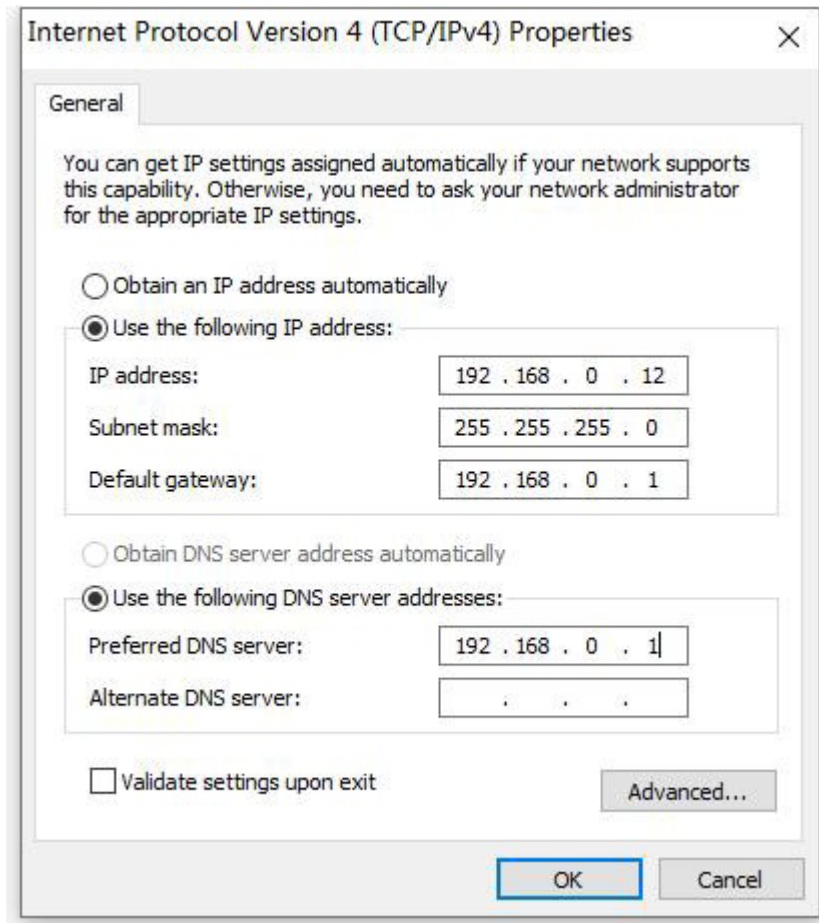 Internet Protocol Version 4 (TCP/IPv4) Properties
General
You can get IP settings assigned automatically if your network supports
this capability. Otherwise, you need to ask your network administrator
for the appropriate IP settings.
Obtain an IP address automatically
Use the following IP address:
IP address: 192 . 168 . 0 . 12
Subnet mask: 255 . 255 . 255 . 0
Default gateway: 192 . 168 . 0 . 1
Obtain DNS server address automatically
Use the following DNS server addresses:
Preferred DNS server: 192 . 168 . 0 . 1
Alternate DNS server: . . .
Validate settings upon exit
Advanced...
OK Cancel